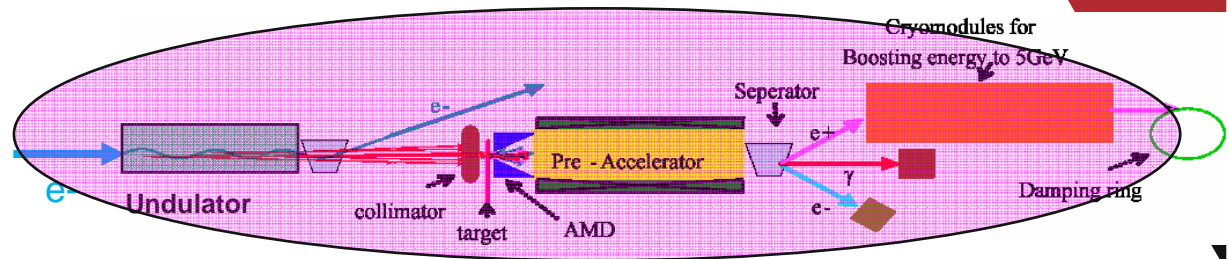 Cryomodules for
Boosting energy to 5GeV
e-
Seperator
e+
Pre - Accelerator
γ
e-
Undulator
e-
collimator
target
AMD
Damping ring